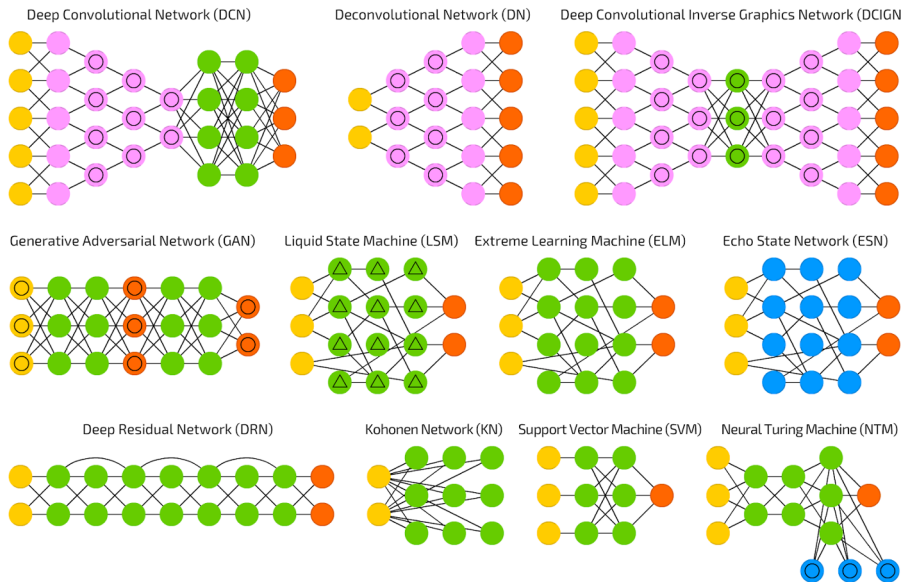 Deep Convolutional Network (DCN)
Deconvolutional Network (DN)
Deep Convolutional Inverse Graphics Network (DCIGN
Generative Adversarial Network (GAN)
Liquid State Machine (LSM)
Extreme Learning Machine (ELM)
Echo State Network (ESN)
Deep Residual Network (DRN)
Kohonen Network (KN)
Support Vector Machine (SVM)
Neural Turing Machine (NTM)